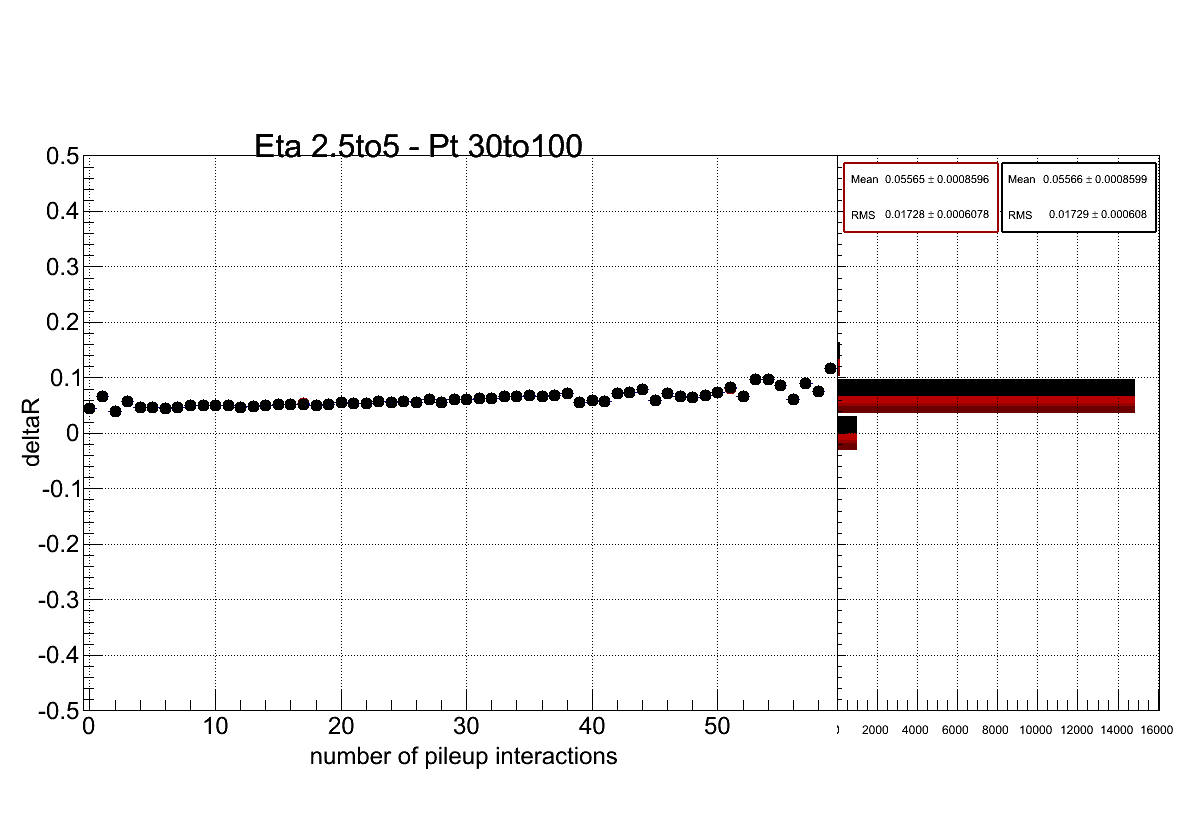 Eta 2.5to5 - Pt 30to100
0.5
0.4
0.3
0.2
0.1
0
-0.1
-0.2
-0.3
-0.4
-0.5
deltaR
0 10 20 30 40 50
number of pileup interactions
Mean 0.05565 ± 0.0008596
RMS 0.01728 ± 0.0006078
Mean 0.05566 ± 0.0008599
RMS 0.01729 ± 0.000608
2000 4000 6000 8000 10000 12000 14000 16000